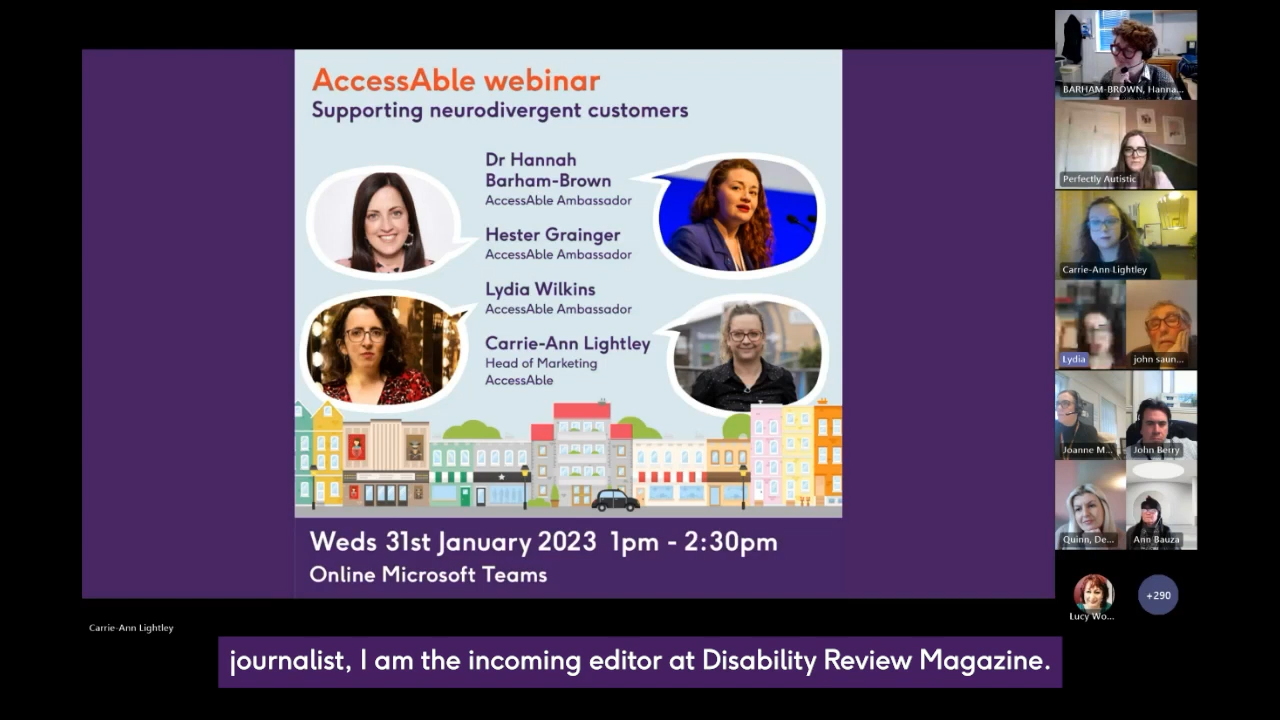 AccessAble webinar
Supporting neurodivergent customers
Dr Hannah
Barham-Brown
AccessAble Ambassador
Hester Grainger
AccessAble Ambassador
Lydia Wilkins
AccessAble Ambassador
Carrie-Ann Lightley
Head of Marketing
AccessAble
Weds 31st January 2023 1pm - 2:30pm
Online Microsoft Teams
BARHAM-BROWN, Hanna...
Perfectly Autistic
Carrie-Ann Lightley
Lydia
john saun...
Joanne M...
John Berry
Quinn, De...
Ann Bauza
Lucy Wo...
+290
Carrie-Ann Lightley
journalist, I am the incoming editor at Disability Review Magazine.